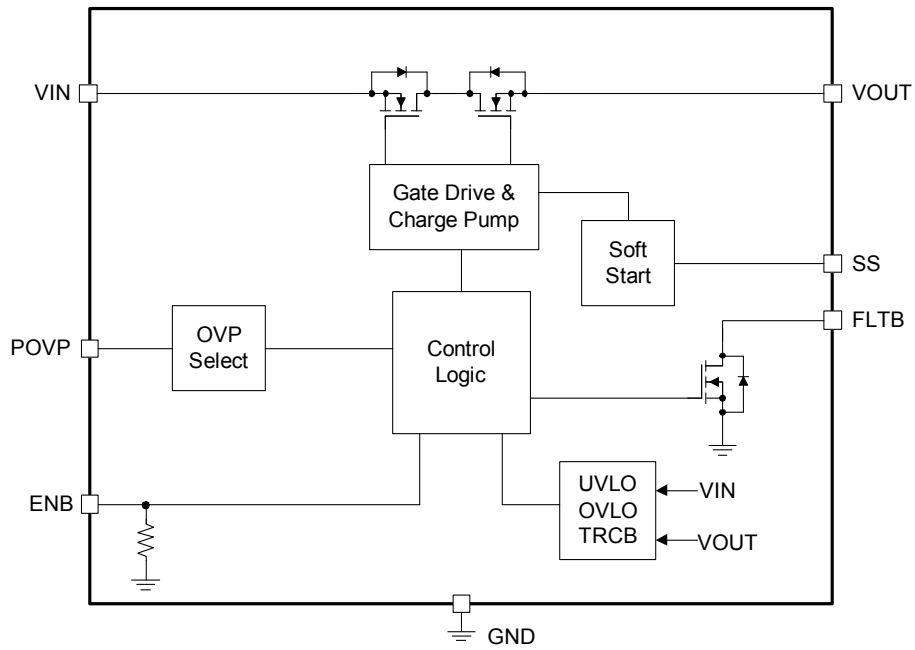 VIN
VOUT
Gate Drive &
Charge Pump
Soft
Start
SS
FLTB
POVP
OVP
Select
Control
Logic
ENB
UVLO
OVLO
TRCB
VIN
VOUT
GND